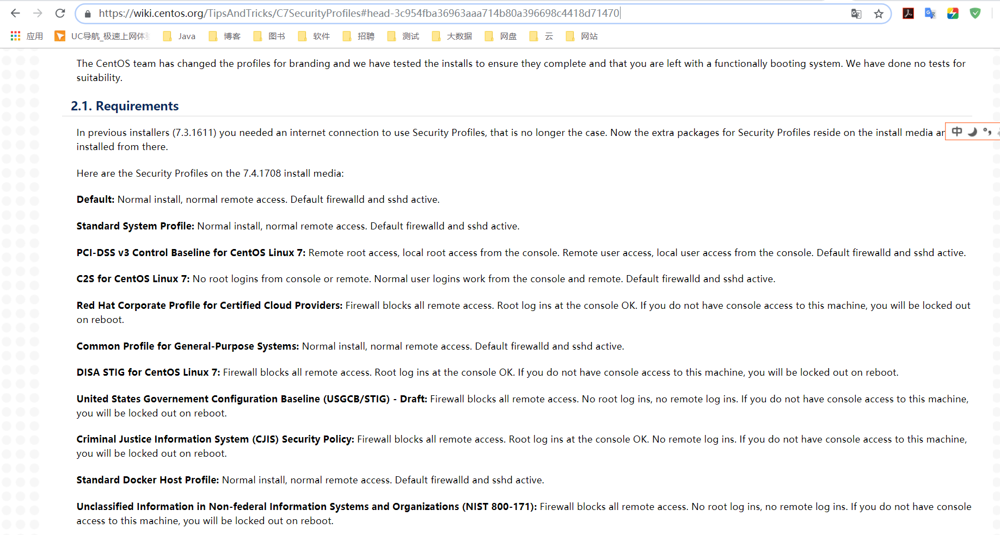 https://wiki.centos.org/TipsAndTricks/C7SecurityProfiles#head-3c954fba36963aaa714b80a396698c4418d71470
应用 UC导航_极速上网体 Java 博客 图书 软件 招聘 测试 大数据 网盘 云 网站
The CentOS team has changed the profiles for branding and we have tested the installs to ensure they complete and that you are left with a functionally booting system. We have done no tests for
suitability.
2.1. Requirements
In previous installers (7.3.1611) you needed an internet connection to use Security Profiles, that is no longer the case. Now the extra packages for Security Profiles reside on the install media
中
installed from there.
Here are the Security Profiles on the 7.4.1708 install media:
Default: Normal install, normal remote access. Default firewalld and sshd active.
Standard System Profile: Normal install, normal remote access. Default firewalld and sshd active.
PCI-DSS v3 Control Baseline for CentOS Linux 7: Remote root access, local root access from the console. Remote user access, local user access from the console. Default firewalld and sshd active.
C2S for CentOS Linux 7: No root logins from console or remote. Normal user logins work from the console and remote. Default firewalld and sshd active.
Red Hat Corporate Profile for Certified Cloud Providers: Firewall blocks all remote access. Root log ins at the console OK. If you do not have console access to this machine, you will be locked out
on reboot.
Common Profile for General-Purpose Systems: Normal install, normal remote access. Default firewalld and sshd active.
DISA STIG for CentOS Linux 7: Firewall blocks all remote access. Root log ins at the console OK. If you do not have console access to this machine, you will be locked out on reboot.
United States Governement Configuration Baseline (USGCB/STIG) - Draft: Firewall blocks all remote access. No root log ins, no remote log ins. If you do not have console access to this machine,
you will be locked out on reboot.
Criminal Justice Information System (CJIS) Security Policy: Firewall blocks all remote access. Root log ins at the console OK. No remote log ins. If you do not have console access to this machine,
you will be locked out on reboot.
Standard Docker Host Profile: Normal install, normal remote access. Default firewalld and sshd active.
Unclassified Information in Non-federal Information Systems and Organizations (NIST 800-171): Firewall blocks all remote access. No root log ins, no remote log ins. If you do not have console
access to this machine, you will be locked out on reboot.